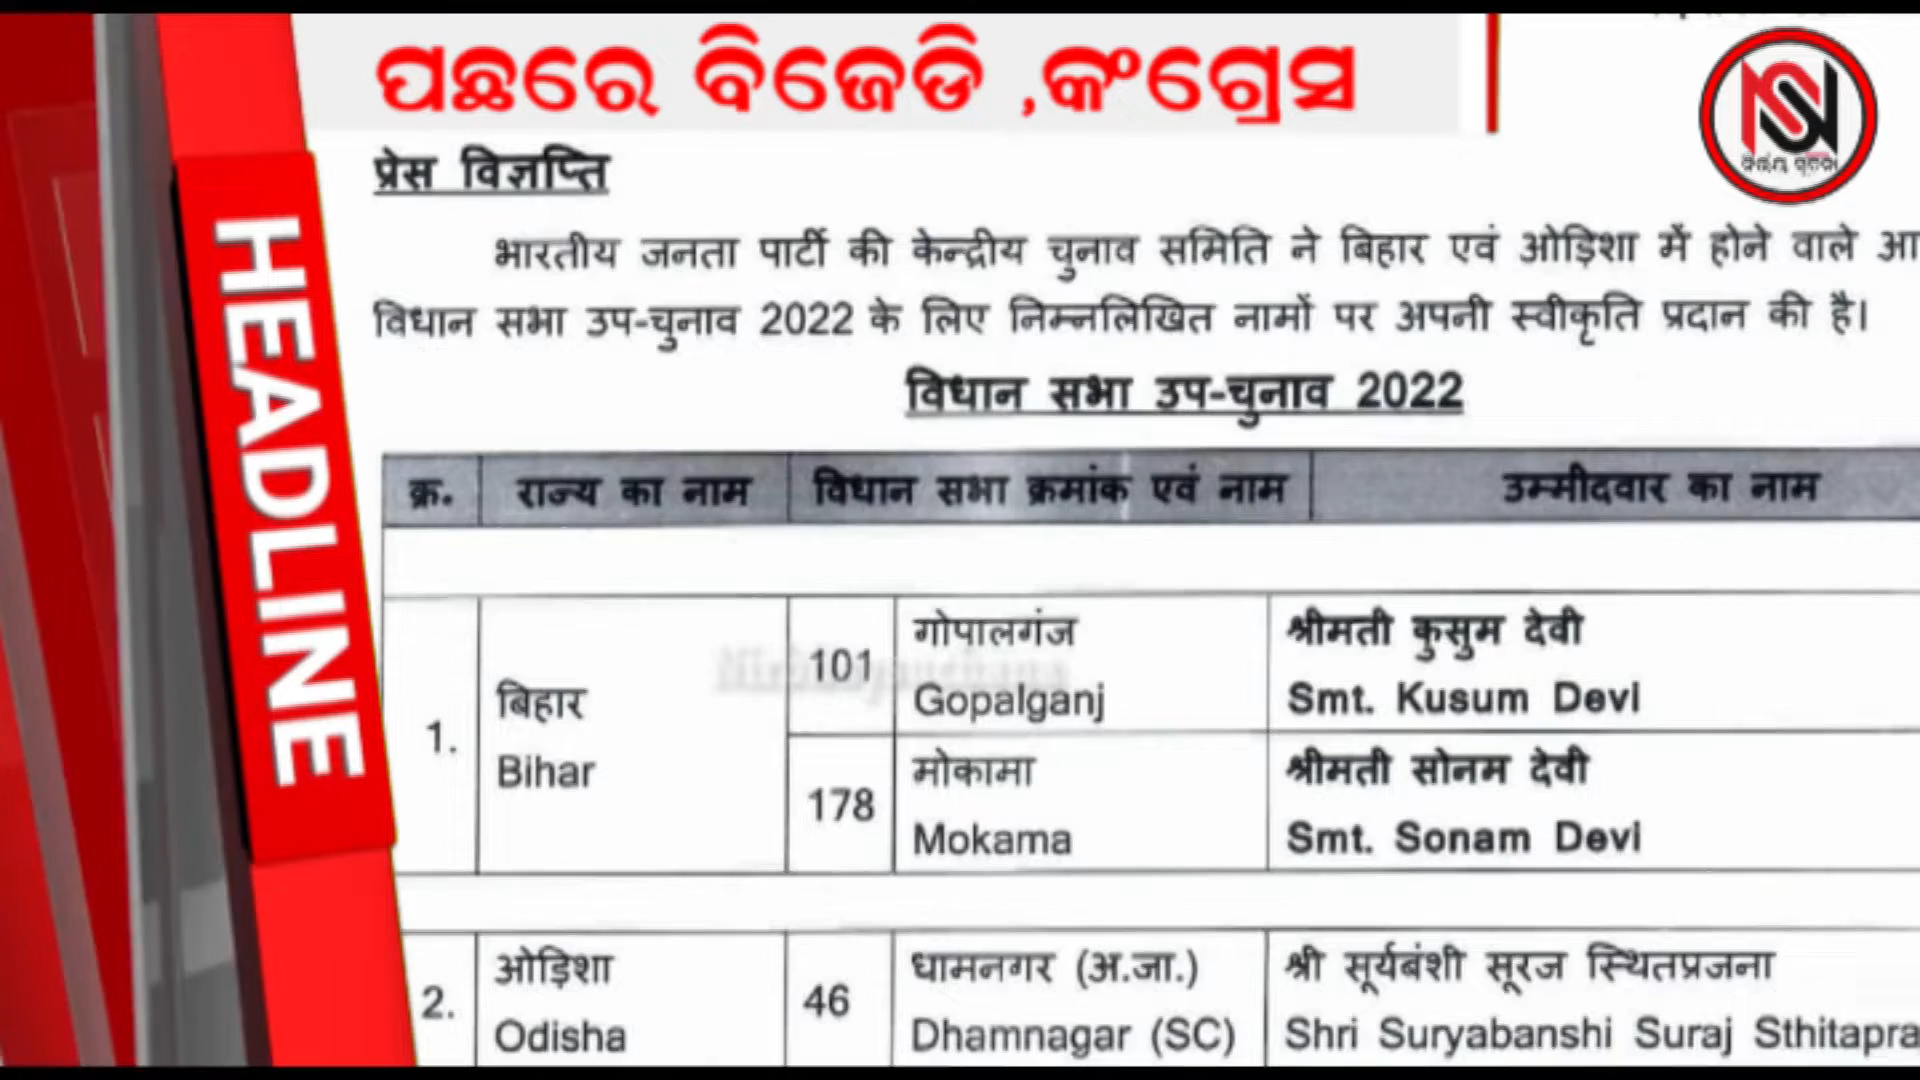 ପଛରେ ବିଜେଡି ,କଂଗ୍ରେସ
HEADLINE
प्रेस विज्ञप्ति
भारतीय जनता पार्टी की केन्द्रीय चुनाव समिति ने बिहार एवं ओड़िशा में होने वाले आ
विधान सभा उप-चुनाव 2022 के लिए निम्नलिखित नामों पर अपनी स्वीकृति प्रदान की है।
विधान सभा उप-चुनाव 2022
क्र. राज्य का नाम विधान सभा क्रमांक एवं नाम उम्मीदवार का नाम
1. बिहार Bihar
101 गोपालगंज श्रीमती कुसुम देवी
Gopalganj Smt. Kusum Devi
178 मोकामा श्रीमती सोनम देवी
Mokama Smt. Sonam Devi
2. ओड़िशा 46 धामनगर (अ.जा.) श्री सूर्यबंशी सूरज स्थितप्रजना
Odisha Dhamnagar (SC) Shri Suryabanshi Suraj Sthitapra